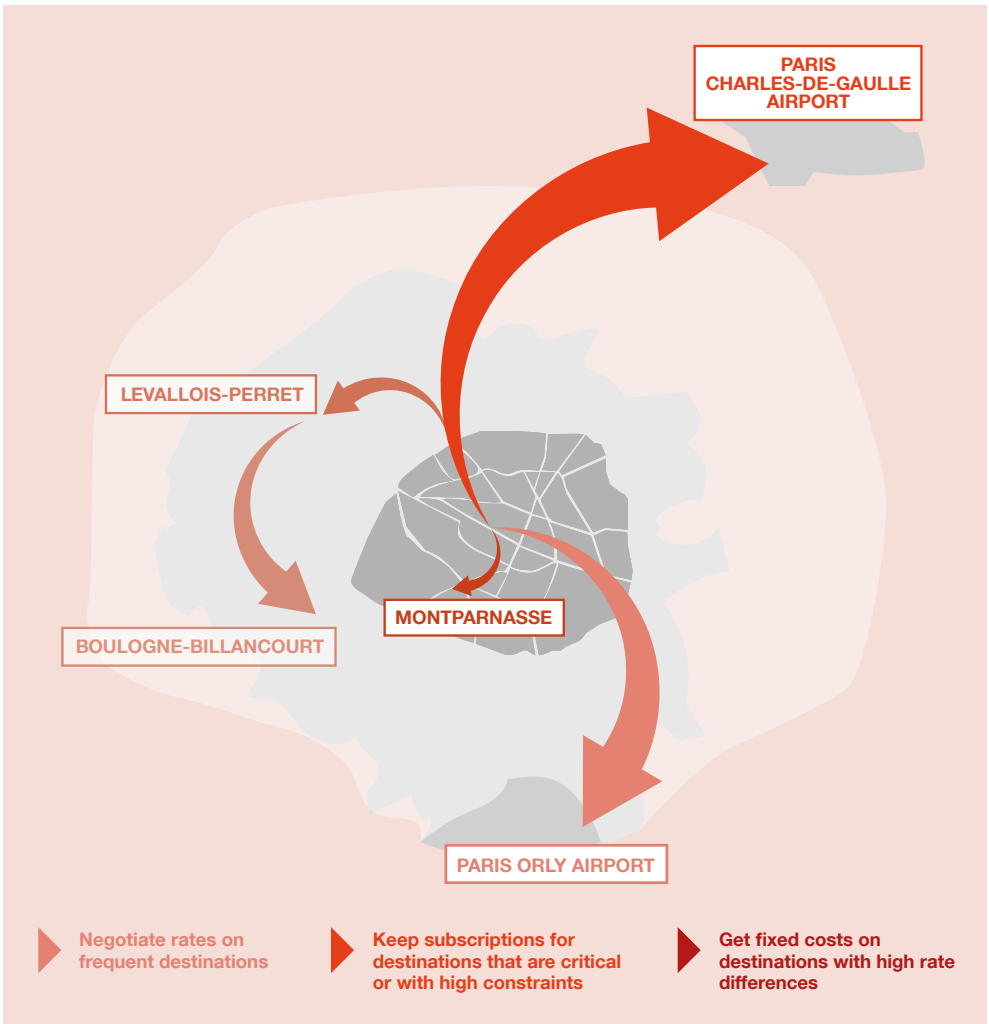 PARIS
CHARLES-DE-GAULLE
AIRPORT
LEVALLOIS-PERRET
MONTPARNASSE
BOULOGNE-BILLANCOURT
PARIS ORLY AIRPORT
Negotiate rates on
frequent destinations
Keep subscriptions for
destinations that are critical
or with high constraints
Get fixed costs on
destinations with high rate
differences